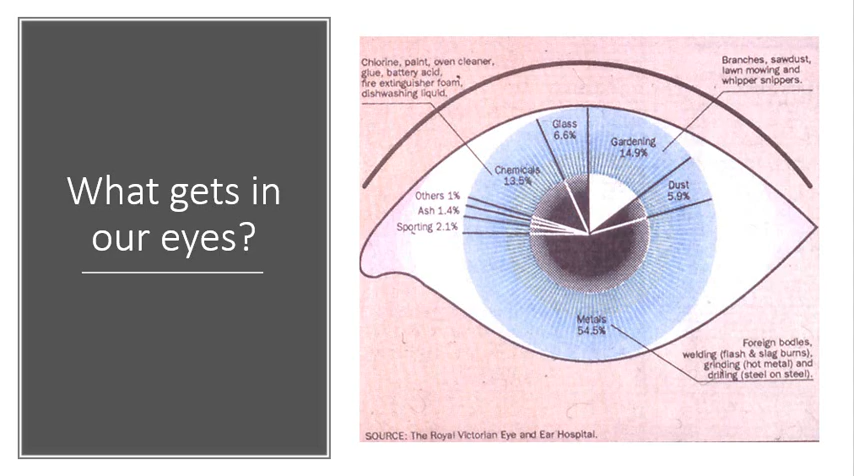 What gets in
our eyes?
Chlorine, paint, oven cleaner,
glue, battery acid,
fire extinguisher foam,
dishwashing liquid.
Branches, sawdust,
lawn mowing and
whipper snippers.
Glass
6.6%
Gardening
14.9%
Chemicals
13.5%
Dust
5.9%
Others 1%
Ash 1.4%
Sporting 2.1%
Metals
54.5%
Foreign bodies,
welding (flash & slag burns),
grinding (hot metal) and
drilling (steel on steel).
SOURCE: The Royal Victorian Eye and Ear Hospital.